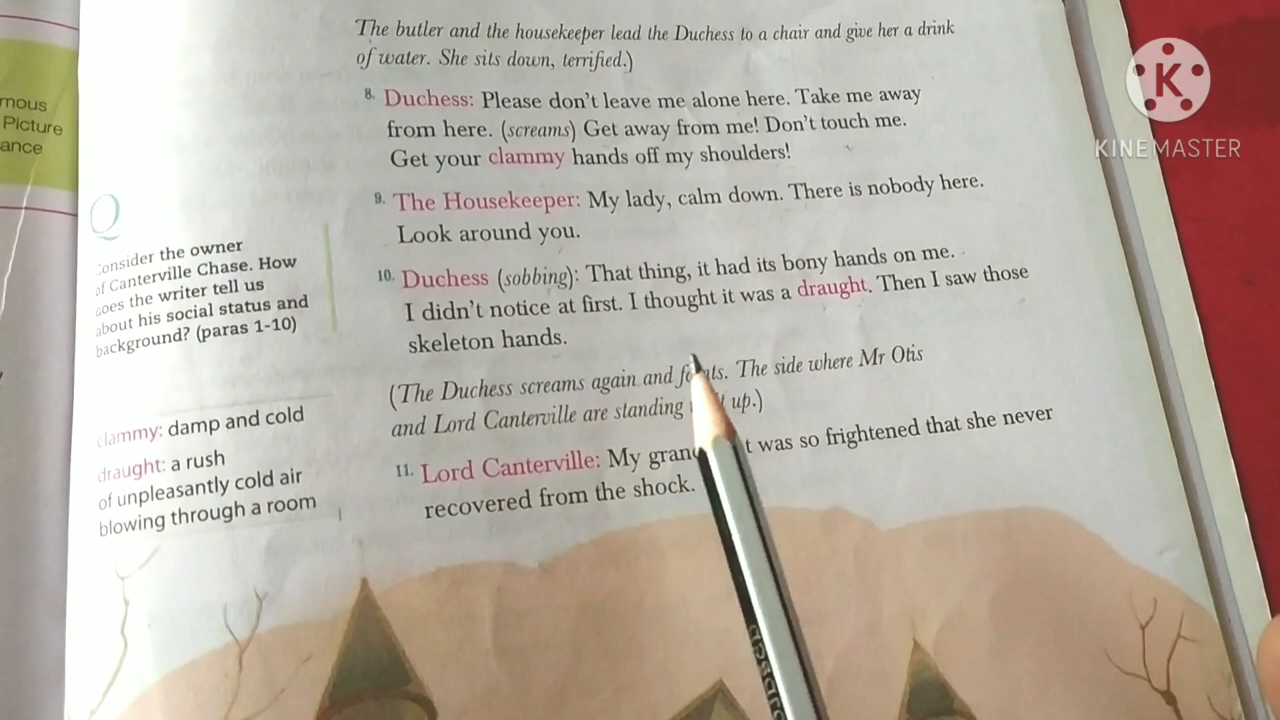 The butler and the housekeeper lead the Duchess to a chair and give her a drink
of water. She sits down, terrified.)
8. Duchess: Please don't leave me alone here. Take me away
from here. (screams) Get away from me! Don't touch me.
Get your clammy hands off my shoulders!
9. The Housekeeper: My lady, calm down. There is nobody here.
Look around you.
10. Duchess (sobbing): That thing, it had its bony hands on me.
I didn't notice at first. I thought it was a draught. Then I saw those
skeleton hands.
(The Duchess screams again and The side where Mr Otis
and Lord Canterville are standing up.)
11. Lord Canterville: My was so frightened that she never
recovered from the shock.
Q
Consider the owner
of Canterville Chase. How
does the writer tell us
about his social status and
background? (paras 1-10)
clammy: damp and cold
draught: a rush
of unpleasantly cold air
blowing through a room
Picture
KINEMASTER
K
apsara